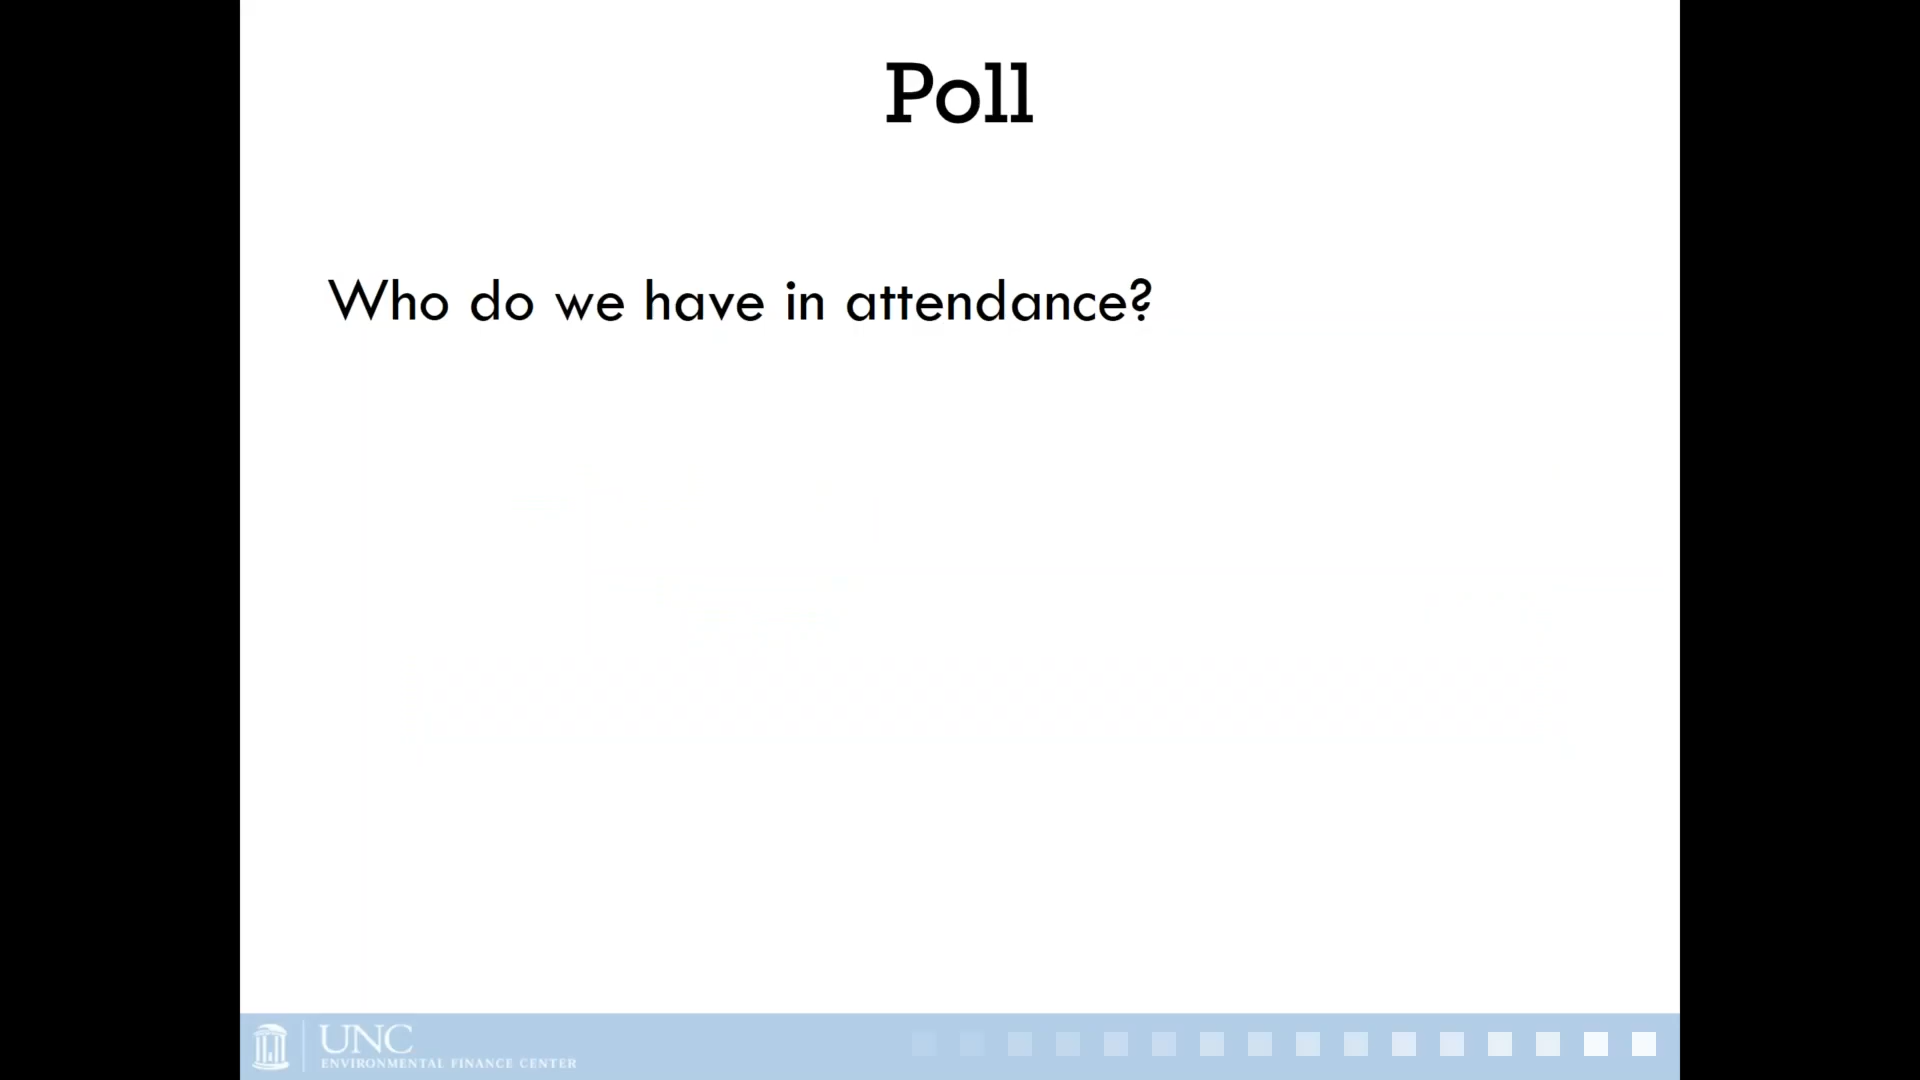 Poll
Who do we have in attendance?
UNC
ENVIRONMENTAL FINANCE CENTER